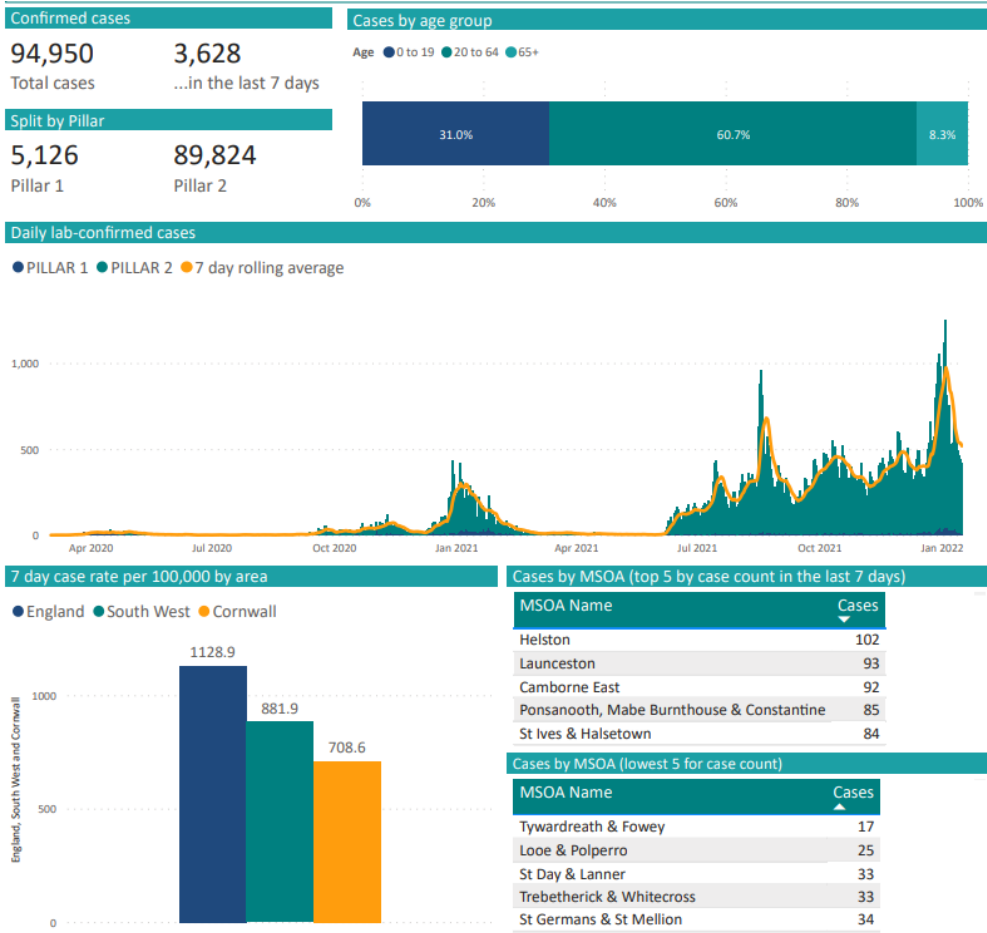 Confirmed cases
94,950 3,628
Total cases ...in the last 7 days
Split by Pillar
5,126 89,824
Pillar 1 Pillar 2
Cases by age group
Age 0 to 19 20 to 64 65+
31.0% 60.7% 8.3%
0% 20% 40% 60% 80% 100%
Daily lab-confirmed cases
PILLAR 1 PILLAR 2 7 day rolling average
1,000
500
0
Apr 2020 Jul 2020 Oct 2020 Jan 2021 Apr 2021 Jul 2021 Oct 2021 Jan 2022
7 day case rate per 100,000 by area
England South West Cornwall
England, South West and Cornwall
1128.9
1000
881.9
708.6
500
0
Cases by MSOA (top 5 by case count in the last 7 days)
MSOA Name Cases
Helston 102
Launceston 93
Camborne East 92
Ponsanooth, Mabe Burnthouse & Constantine 85
St Ives & Halsetown 84
Cases by MSOA (lowest 5 for case count)
MSOA Name Cases
Tywardreath & Fowey 17
Looe & Polperro 25
St Day & Lanner 33
Trebetherick & Whitecross 33
St Germans & St Mellion 34